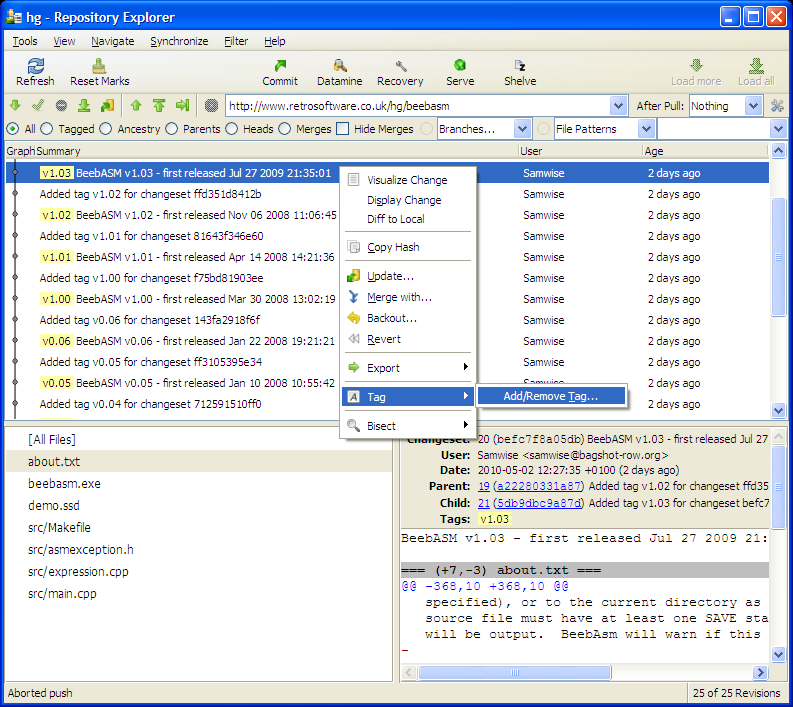 hg - Repository Explorer
Tools View Navigate Synchronize Filter Help
Refresh Reset Marks Commit Datamine Recovery Serve Shelve Load more Load all
http://www.retrosoftware.co.uk/hg/beebasm After Pull: Nothing
All Tagged Ancestry Parents Heads Merges Hide Merges Branches... File Patterns
Graph Summary User Age
v1.03 BeebASM v1.03 - first released Jul 27 2009 21:35:01 Samwise 2 days ago
Added tag v1.02 for changeset ffd351d8412b Samwise 2 days ago
v1.02 BeebASM v1.02 - first released Nov 06 2008 11:06:45 Samwise 2 days ago
Added tag v1.01 for changeset 81643f346e60 Samwise 2 days ago
v1.01 BeebASM v1.01 - first released Apr 14 2008 14:21:36 Samwise 2 days ago
Added tag v1.00 for changeset f75bd81903ee Samwise 2 days ago
v1.00 BeebASM v1.00 - first released Mar 30 2008 13:02:19 Samwise 2 days ago
Added tag v0.06 for changeset 143fa2918f6f Samwise 2 days ago
v0.06 BeebASM v0.06 - first released Jan 22 2008 19:21:21 Samwise 2 days ago
Added tag v0.05 for changeset ff3105395e34 Samwise 2 days ago
v0.05 BeebASM v0.05 - first released Jan 10 2008 10:55:42 Samwise 2 days ago
Added tag v0.04 for changeset 712591510ff0 Samwise 2 days ago
Visualize Change
Display Change
Diff to Local
Copy Hash
Update...
Merge with...
Backout...
Revert
Export
Tag
Add/Remove Tag...
Bisect
[All Files]
about.txt
beebasm.exe
demo.ssd
src/Makefile
src/asmexception.h
src/expression.cpp
src/main.cpp
Changeset: 20 (befc7f8a05db) BeebASM v1.03 - first released Jul 27
User: Samwise <samwise@bagshot-row.org>
Date: 2010-05-02 12:27:35 +0100 (2 days ago)
Parent: 19 (a22280331a87) Added tag v1.02 for changeset ffd35
Child: 21 (5db9dbc9a87d) Added tag v1.03 for changeset befc7
Tags: v1.03
BeebASM v1.03 - first released Jul 27 2009 21:
=== (+7,-3) about.txt ===
@@ -368,10 +368,10 @@
specified), or to the current directory as
source file must have at least one SAVE sta
will be output. BeebAsm will warn if this
-
Aborted push 25 of 25 Revisions